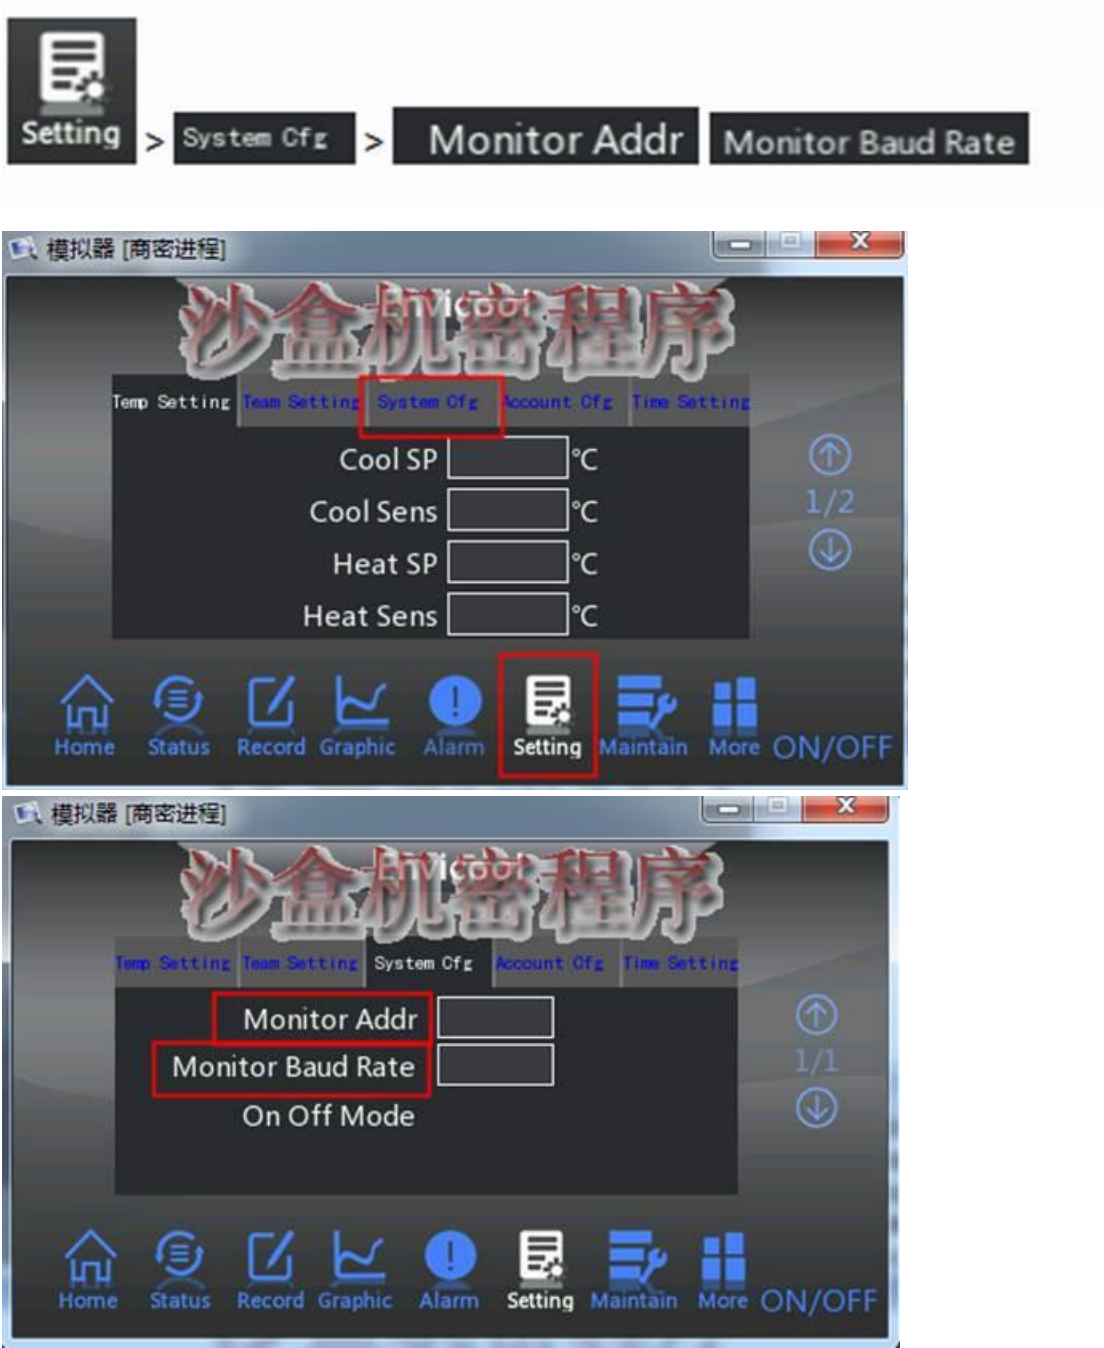 Setting > System Cfg > Monitor Addr Monitor Baud Rate
模拟器 [商密进程]
Envicool
沙盒机密程序
Temp Setting Team Setting System Cfg Account Cfg Time Setting
Cool SP ℃
Cool Sens ℃
1/2
Heat SP ℃
Heat Sens ℃
Home Status Record Graphic Alarm Setting Maintain More ON/OFF
模拟器 [商密进程]
Envicool
沙盒机密程序
Temp Setting Team Setting System Cfg Account Cfg Time Setting
Monitor Addr
Monitor Baud Rate 1/1
On Off Mode
Home Status Record Graphic Alarm Setting Maintain More ON/OFF